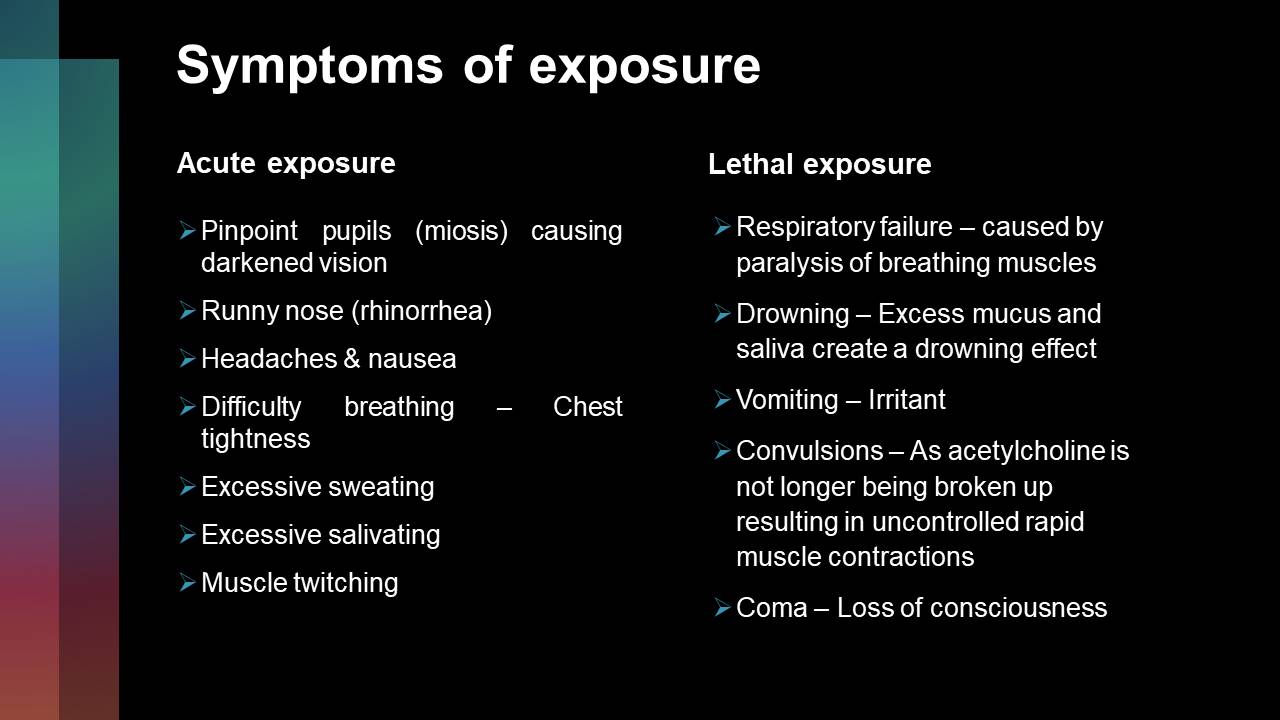 Symptoms of exposure
Acute exposure
Pinpoint pupils (miosis) causing
darkened vision
Runny nose (rhinorrhea)
Headaches & nausea
Difficulty breathing – Chest
tightness
Excessive sweating
Excessive salivating
Muscle twitching
Lethal exposure
Respiratory failure – caused by
paralysis of breathing muscles
Drowning – Excess mucus and
saliva create a drowning effect
Vomiting – Irritant
Convulsions – As acetylcholine is
not longer being broken up
resulting in uncontrolled rapid
muscle contractions
Coma – Loss of consciousness